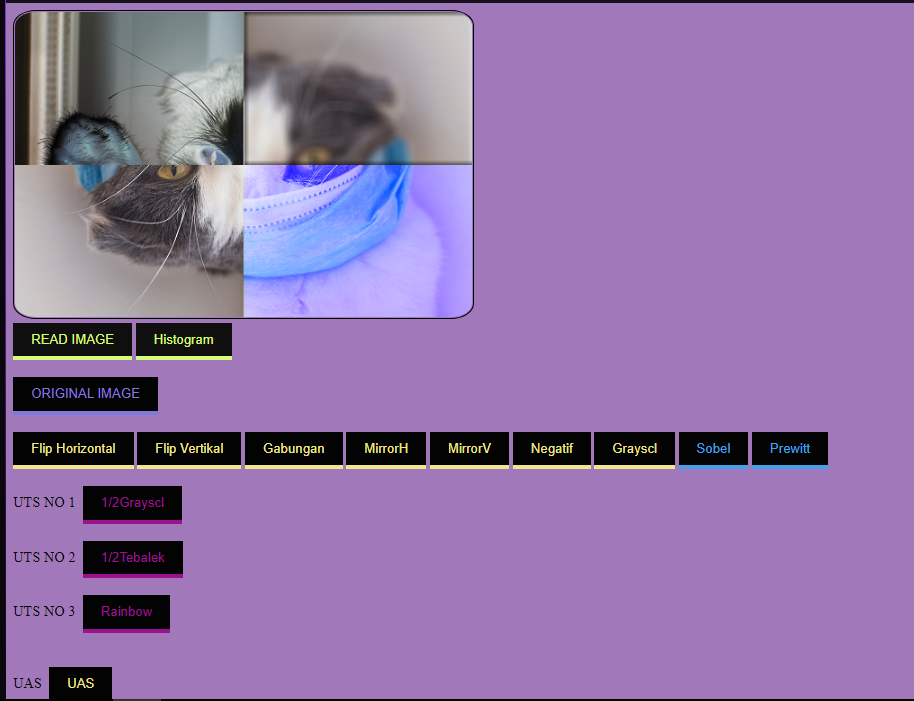 READ IMAGE Histogram
ORIGINAL IMAGE
Flip Horizontal Flip Vertikal Gabungan MirrorH MirrorV Negatif Grayscl Sobel Prewitt
UTS NO 1 1/2Grayscl
UTS NO 2 1/2Tebalek
UTS NO 3 Rainbow
UAS UAS